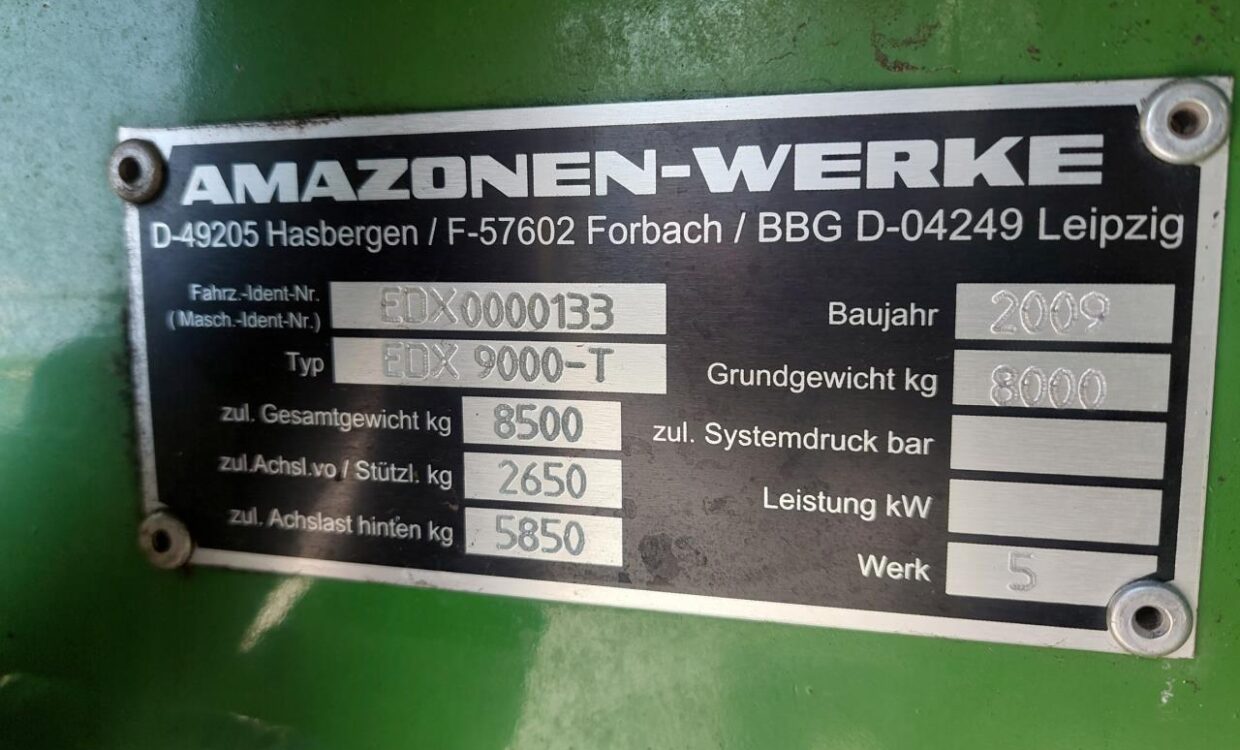 AMAZONEN-WERKE
D-49205 Hasbergen / F-57602 Forbach / BBG D-04249 Leipzig
Fahrz.-Ident-Nr.
(Masch.-Ident-Nr.) EDX0000133
Typ EDX 9000-T
zul. Gesamtgewicht kg 8500
zul.Achsl.vo / Stützl. kg 2650
zul. Achslast hinten kg 5850
Baujahr 2009
Grundgewicht kg 8000
zul. Systemdruck bar
Leistung kW
Werk 5